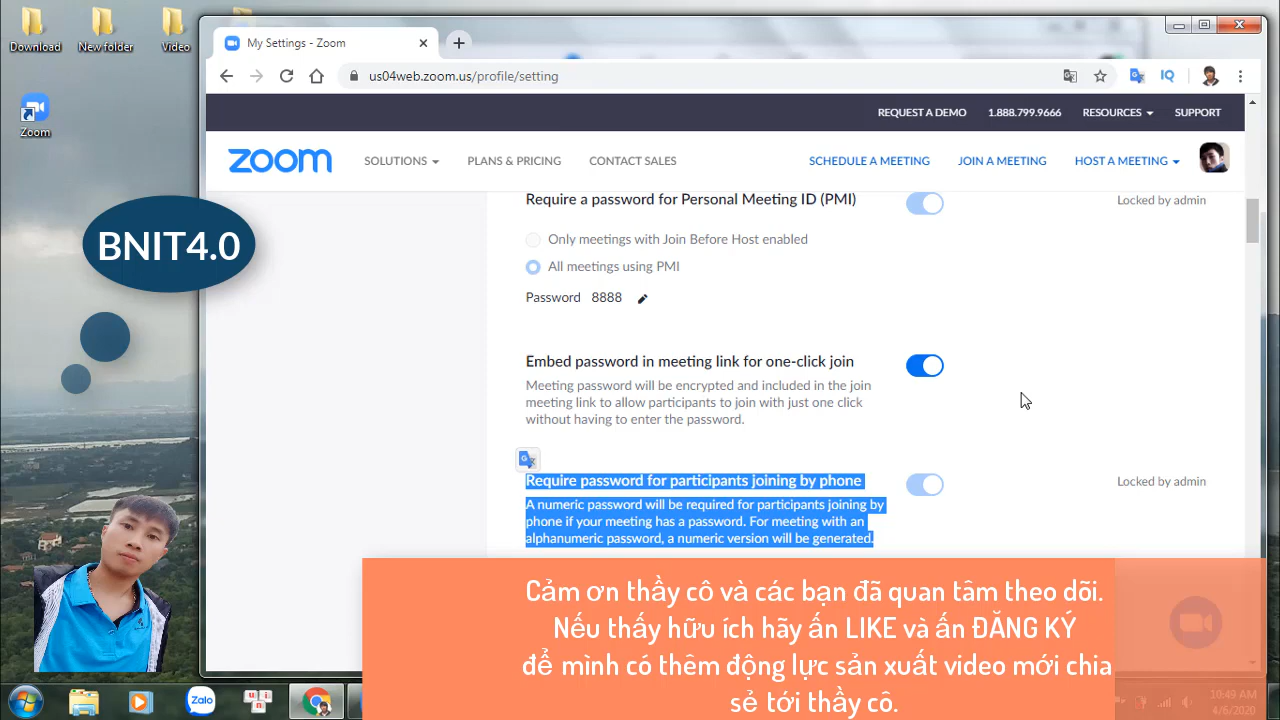 Download
New folder
Video
Zoom
BNIT4.0
My Settings - Zoom
us04web.zoom.us/profile/setting
IQ
REQUEST A DEMO 1.888.799.9666 RESOURCES SUPPORT
zoom SOLUTIONS PLANS & PRICING CONTACT SALES SCHEDULE A MEETING JOIN A MEETING HOST A MEETING
Require a password for Personal Meeting ID (PMI) Locked by admin
Only meetings with Join Before Host enabled
All meetings using PMI
Password 8888
Embed password in meeting link for one-click join
Meeting password will be encrypted and included in the join
meeting link to allow participants to join with just one click
without having to enter the password.
Require password for participants joining by phone Locked by admin
A numeric password will be required for participants joining by
phone if your meeting has a password. For meeting with an
alphanumeric password, a numeric version will be generated.
Cảm ơn thầy cô và các bạn đã quan tâm theo dõi.
Nếu thấy hữu ích hãy ấn LIKE và ấn ĐĂNG KÝ
để mình có thêm động lực sản xuất video mới chia
sẻ tới thầy cô.
Zalo
U i
n
10:49 AM
4/6/2020